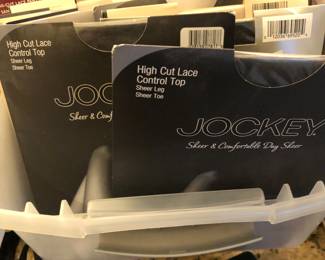 High Cut Lace
Control Top
Sheer Leg
Sheer Toe
JOCKEY
Sheer & Comfortable
High Cut Lace
Control Top
Sheer Leg
Sheer Toe
JOCKEY
Sheer & Comfortable Day Sheer